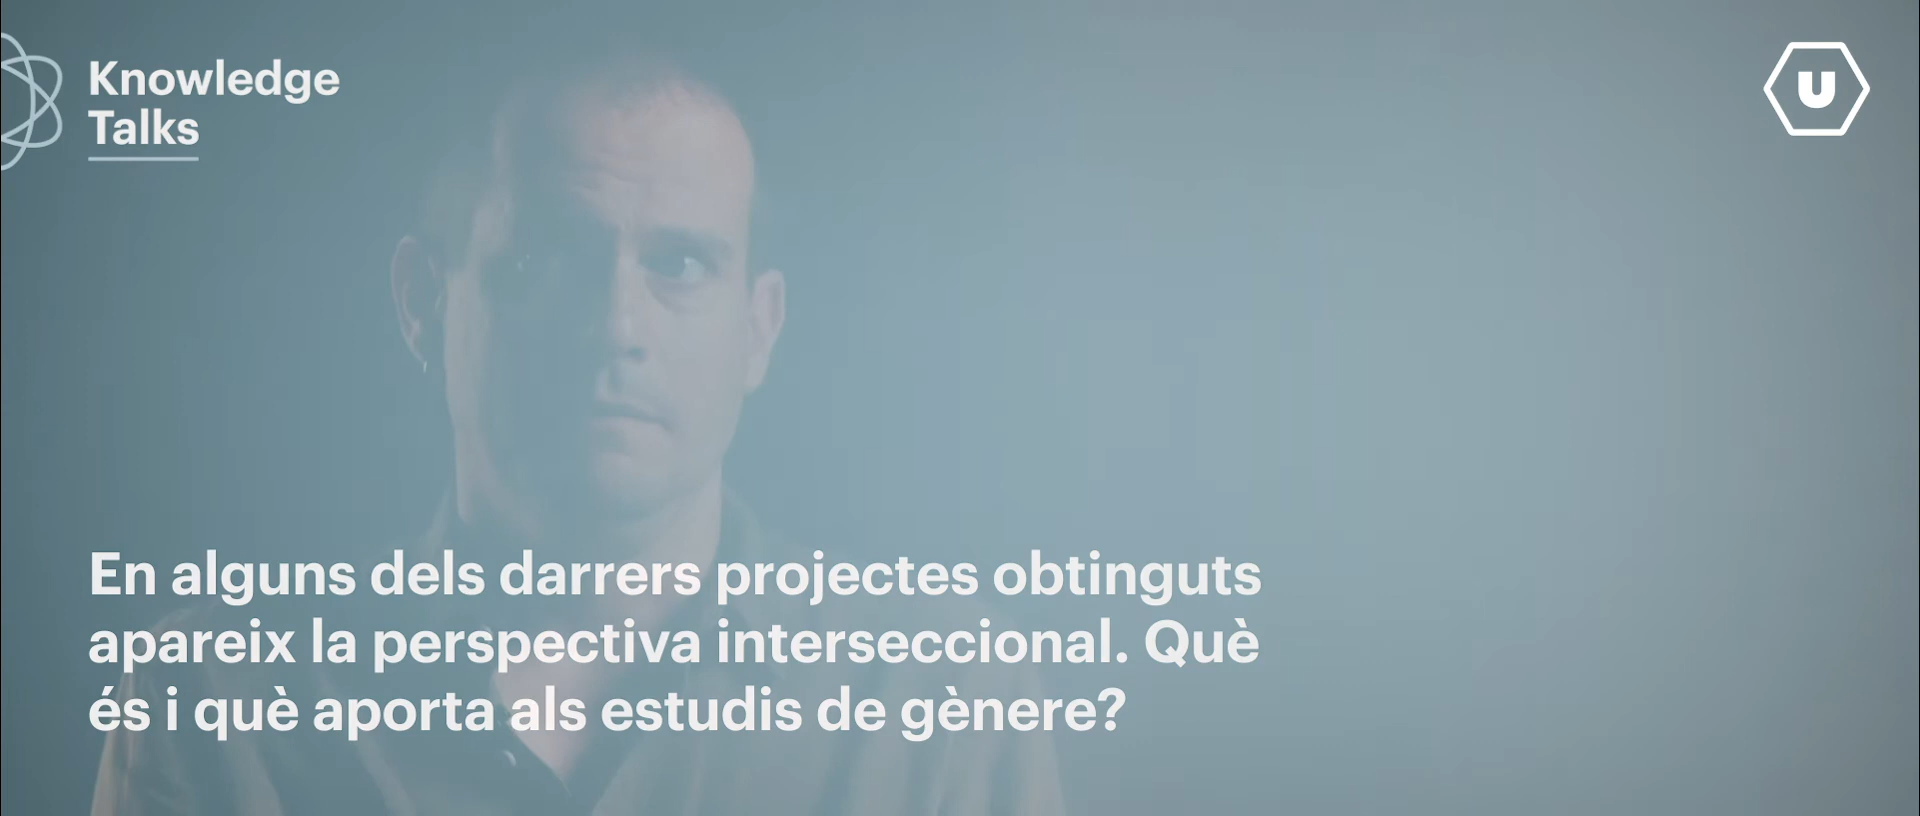 Knowledge
Talks
U
En alguns dels darrers projectes obtinguts
apareix la perspectiva interseccional. Què
és i què aporta als estudis de gènere?